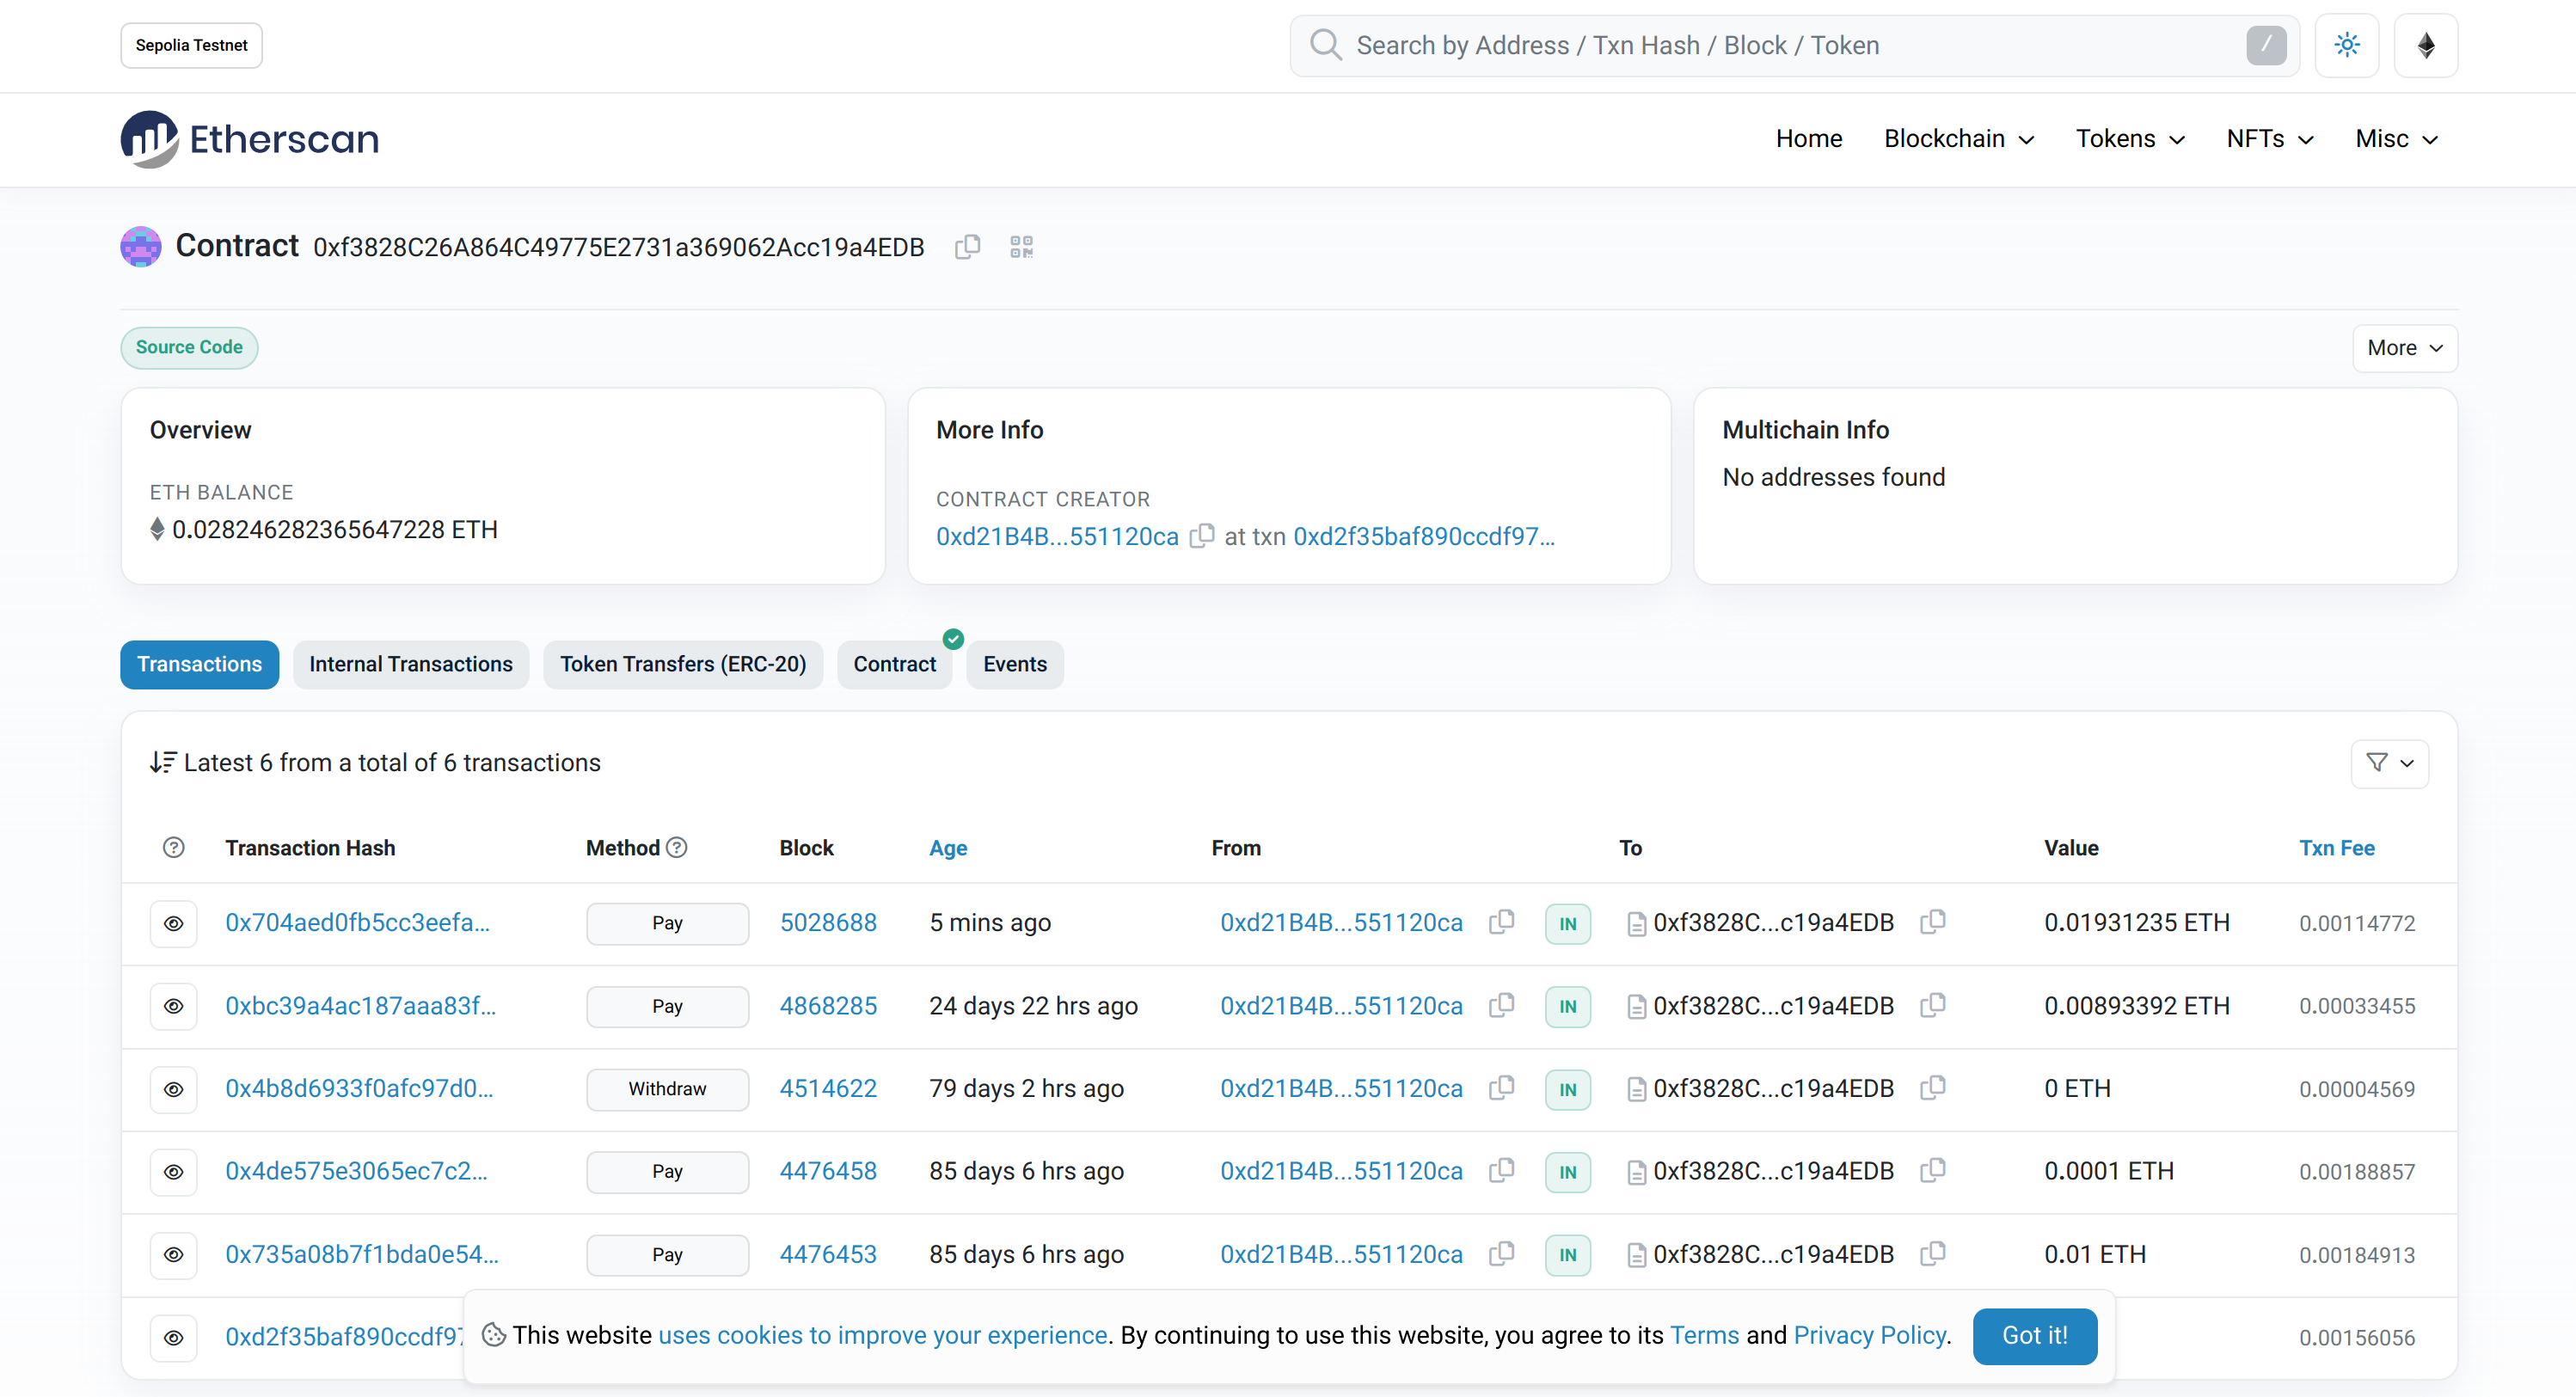 Sepolia Testnet
Search by Address / Txn Hash / Block / Token
/
Etherscan
Home Blockchain Tokens NFTs Misc
Contract 0xf3828C26A864C49775E2731a369062Acc19a4EDB
Source Code
More
Overview
ETH BALANCE
0.028246282365647228 ETH
More Info
CONTRACT CREATOR
0xd21B4B...551120ca at txn 0xd2f35baf890ccdf97...
Multichain Info
No addresses found
Transactions Internal Transactions Token Transfers (ERC-20) Contract Events
Latest 6 from a total of 6 transactions
? Transaction Hash Method ? Block Age From To Value Txn Fee
0x704aed0fb5cc3eefa... Pay 5028688 5 mins ago 0xd21B4B...551120ca IN 0xf3828C...c19a4EDB 0.01931235 ETH 0.00114772
0xbc39a4ac187aaa83f... Pay 4868285 24 days 22 hrs ago 0xd21B4B...551120ca IN 0xf3828C...c19a4EDB 0.00893392 ETH 0.00033455
0x4b8d6933f0afc97d0... Withdraw 4514622 79 days 2 hrs ago 0xd21B4B...551120ca IN 0xf3828C...c19a4EDB 0 ETH 0.00004569
0x4de575e3065ec7c2... Pay 4476458 85 days 6 hrs ago 0xd21B4B...551120ca IN 0xf3828C...c19a4EDB 0.0001 ETH 0.00188857
0x735a08b7f1bda0e54... Pay 4476453 85 days 6 hrs ago 0xd21B4B...551120ca IN 0xf3828C...c19a4EDB 0.01 ETH 0.00184913
0xd2f35baf890ccdf97 0.00156056
This website uses cookies to improve your experience. By continuing to use this website, you agree to its Terms and Privacy Policy. Got it!